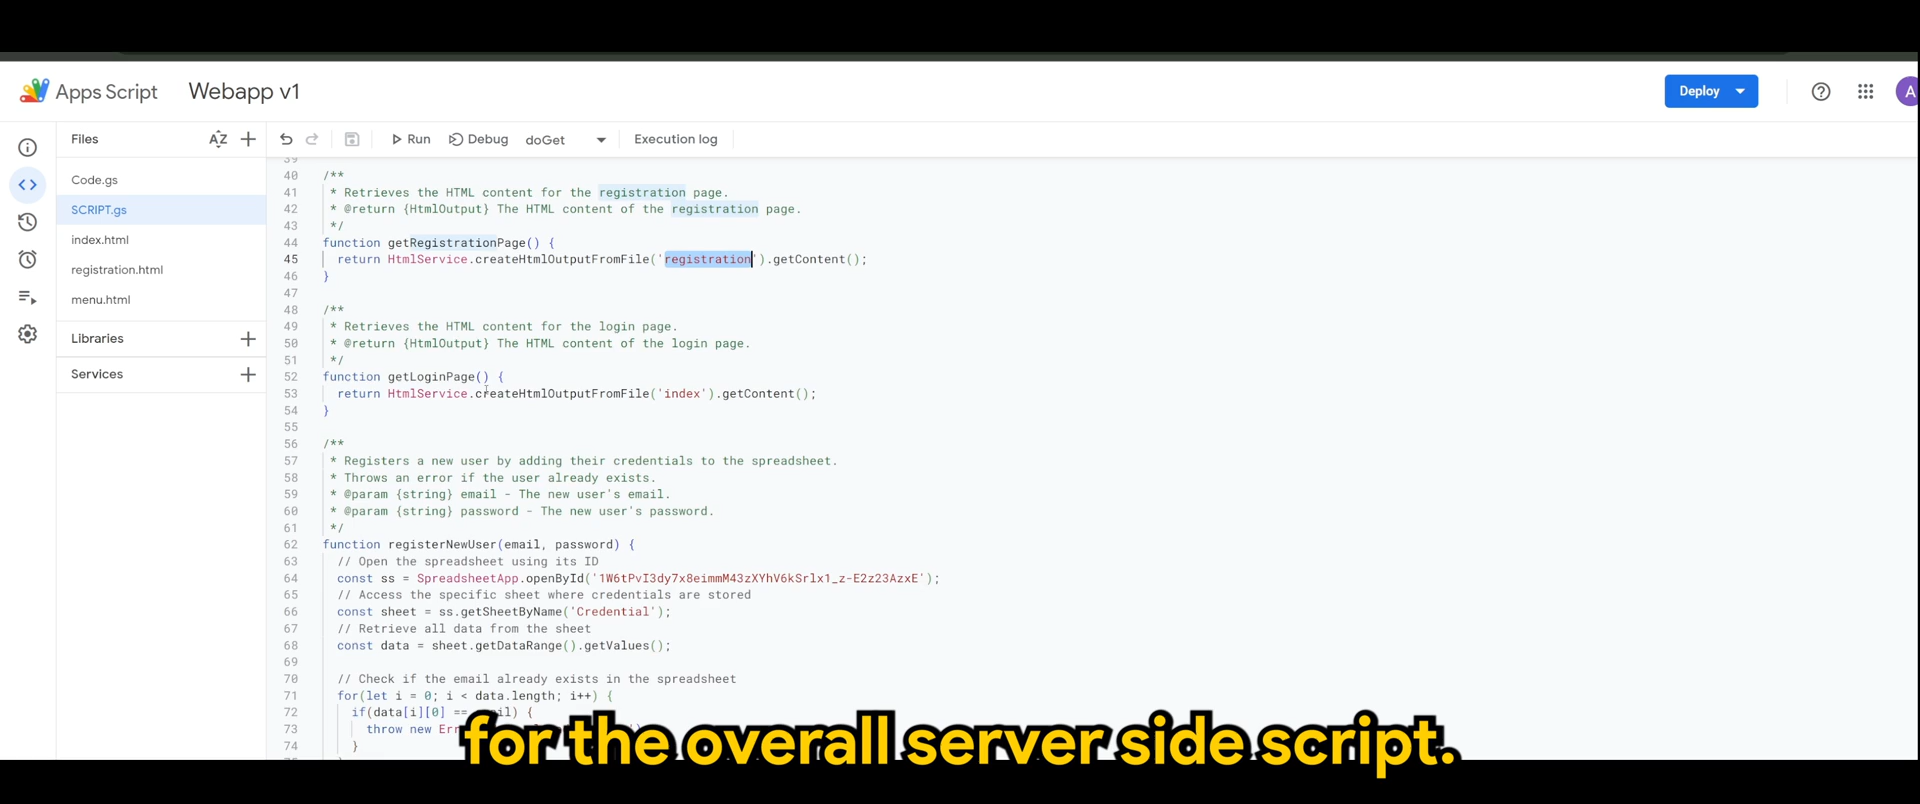 Apps Script Webapp v1 Deploy A
Files Run Debug doGet Execution log
Code.gs
SCRIPT.gs
index.html
registration.html
menu.html
Libraries
Services
39
40 /**
41 * Retrieves the HTML content for the registration page.
42 * @return {HtmlOutput} The HTML content of the registration page.
43 */
44 function getRegistrationPage() {
45 return HtmlService.createHtmlOutputFromFile('registration').getContent();
46 }
47
48 /**
49 * Retrieves the HTML content for the login page.
50 * @return {HtmlOutput} The HTML content of the login page.
51 */
52 function getLoginPage() {
53 return HtmlService.createHtmlOutputFromFile('index').getContent();
54 }
55
56 /**
57 * Registers a new user by adding their credentials to the spreadsheet.
58 * Throws an error if the user already exists.
59 * @param {string} email - The new user's email.
60 * @param {string} password - The new user's password.
61 */
62 function registerNewUser(email, password) {
63 // Open the spreadsheet using its ID
64 const ss = SpreadsheetApp.openById('1W6tPvI3dy7x8eimmM43zXYhV6kSrlx1_z-E2z23AzxE');
65 // Access the specific sheet where credentials are stored
66 const sheet = ss.getSheetByName('Credential');
67 // Retrieve all data from the sheet
68 const data = sheet.getDataRange().getValues();
69
70 // Check if the email already exists in the spreadsheet
71 for(let i = 0; i < data.length; i++) {
72 if(data[i][0] == ) {
73 throw new
74 }
for the overall server side script.